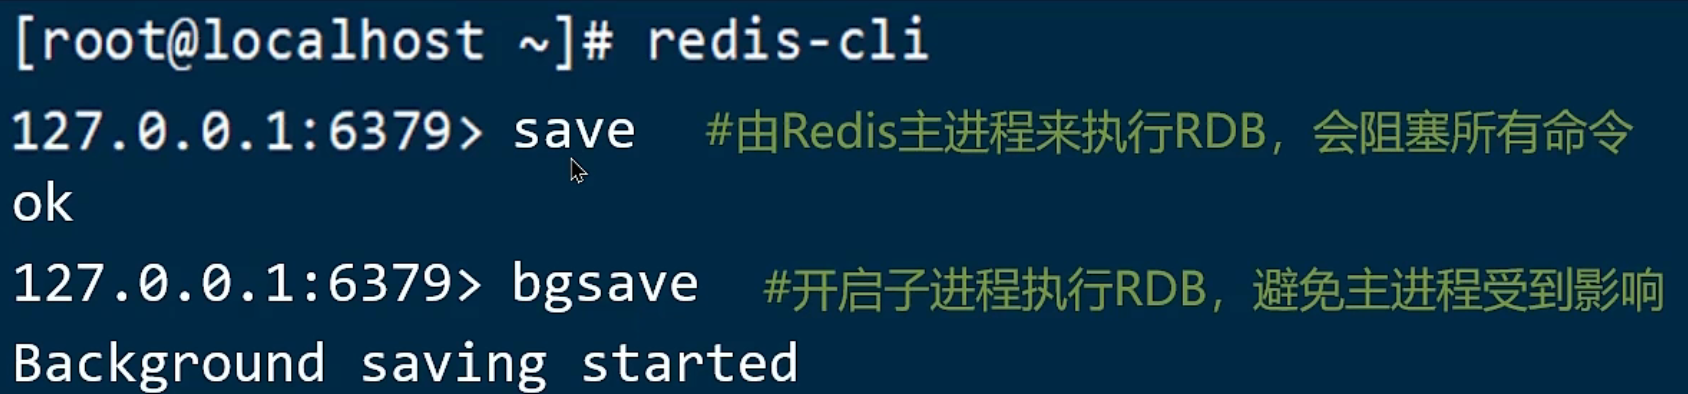 [root@localhost ~]# redis-cli
127.0.0.1:6379> save #由Redis主进程来执行RDB，会阻塞所有命令
ok
127.0.0.1:6379> bgsave #开启子进程执行RDB，避免主进程受到影响
Background saving started